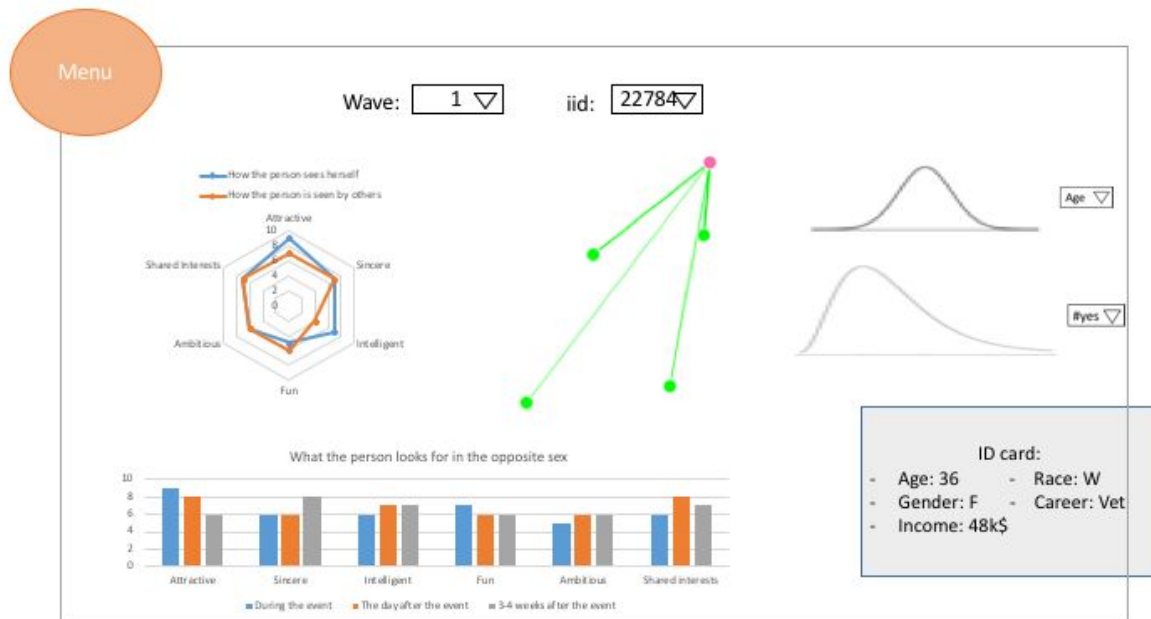 Menu
Wave: 1 iid: 22784
How the person sees herself
How the person is seen by others
Attractive
10
8
6
4
2
0
Shared Interests
Sincere
Ambitious
Intelligent
Fun
Age
#yes
What the person looks for in the opposite sex
10
8
6
4
2
0
Attractive Sincere Intelligent Fun Ambitious Shared interests
During the event The day after the event 3-4 weeks after the event
ID card:
- Age: 36 - Race: W
- Gender: F - Career: Vet
- Income: 48k$